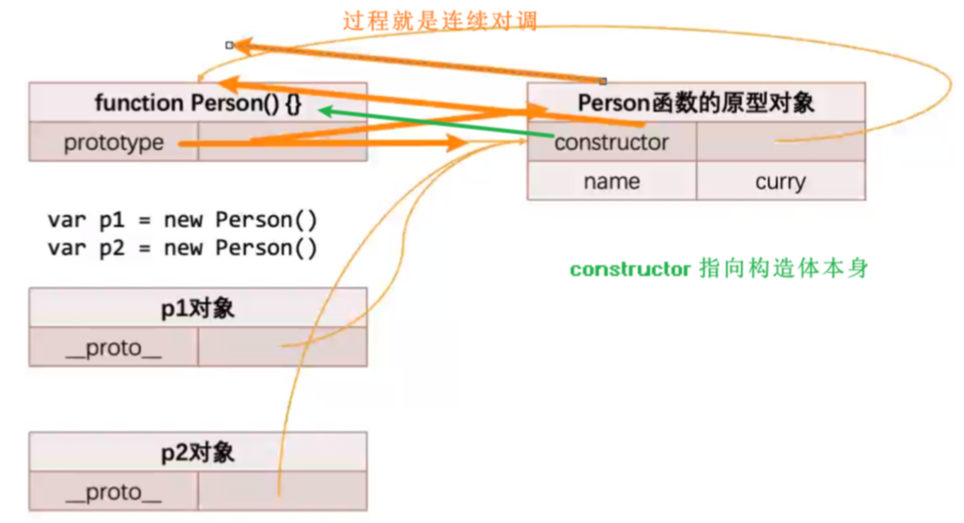 过程就是连续对调
function Person() {}
prototype
Person函数的原型对象
constructor
name
curry
var p1 = new Person()
var p2 = new Person()
constructor 指向构造体本身
p1对象
__proto__
p2对象
__proto__